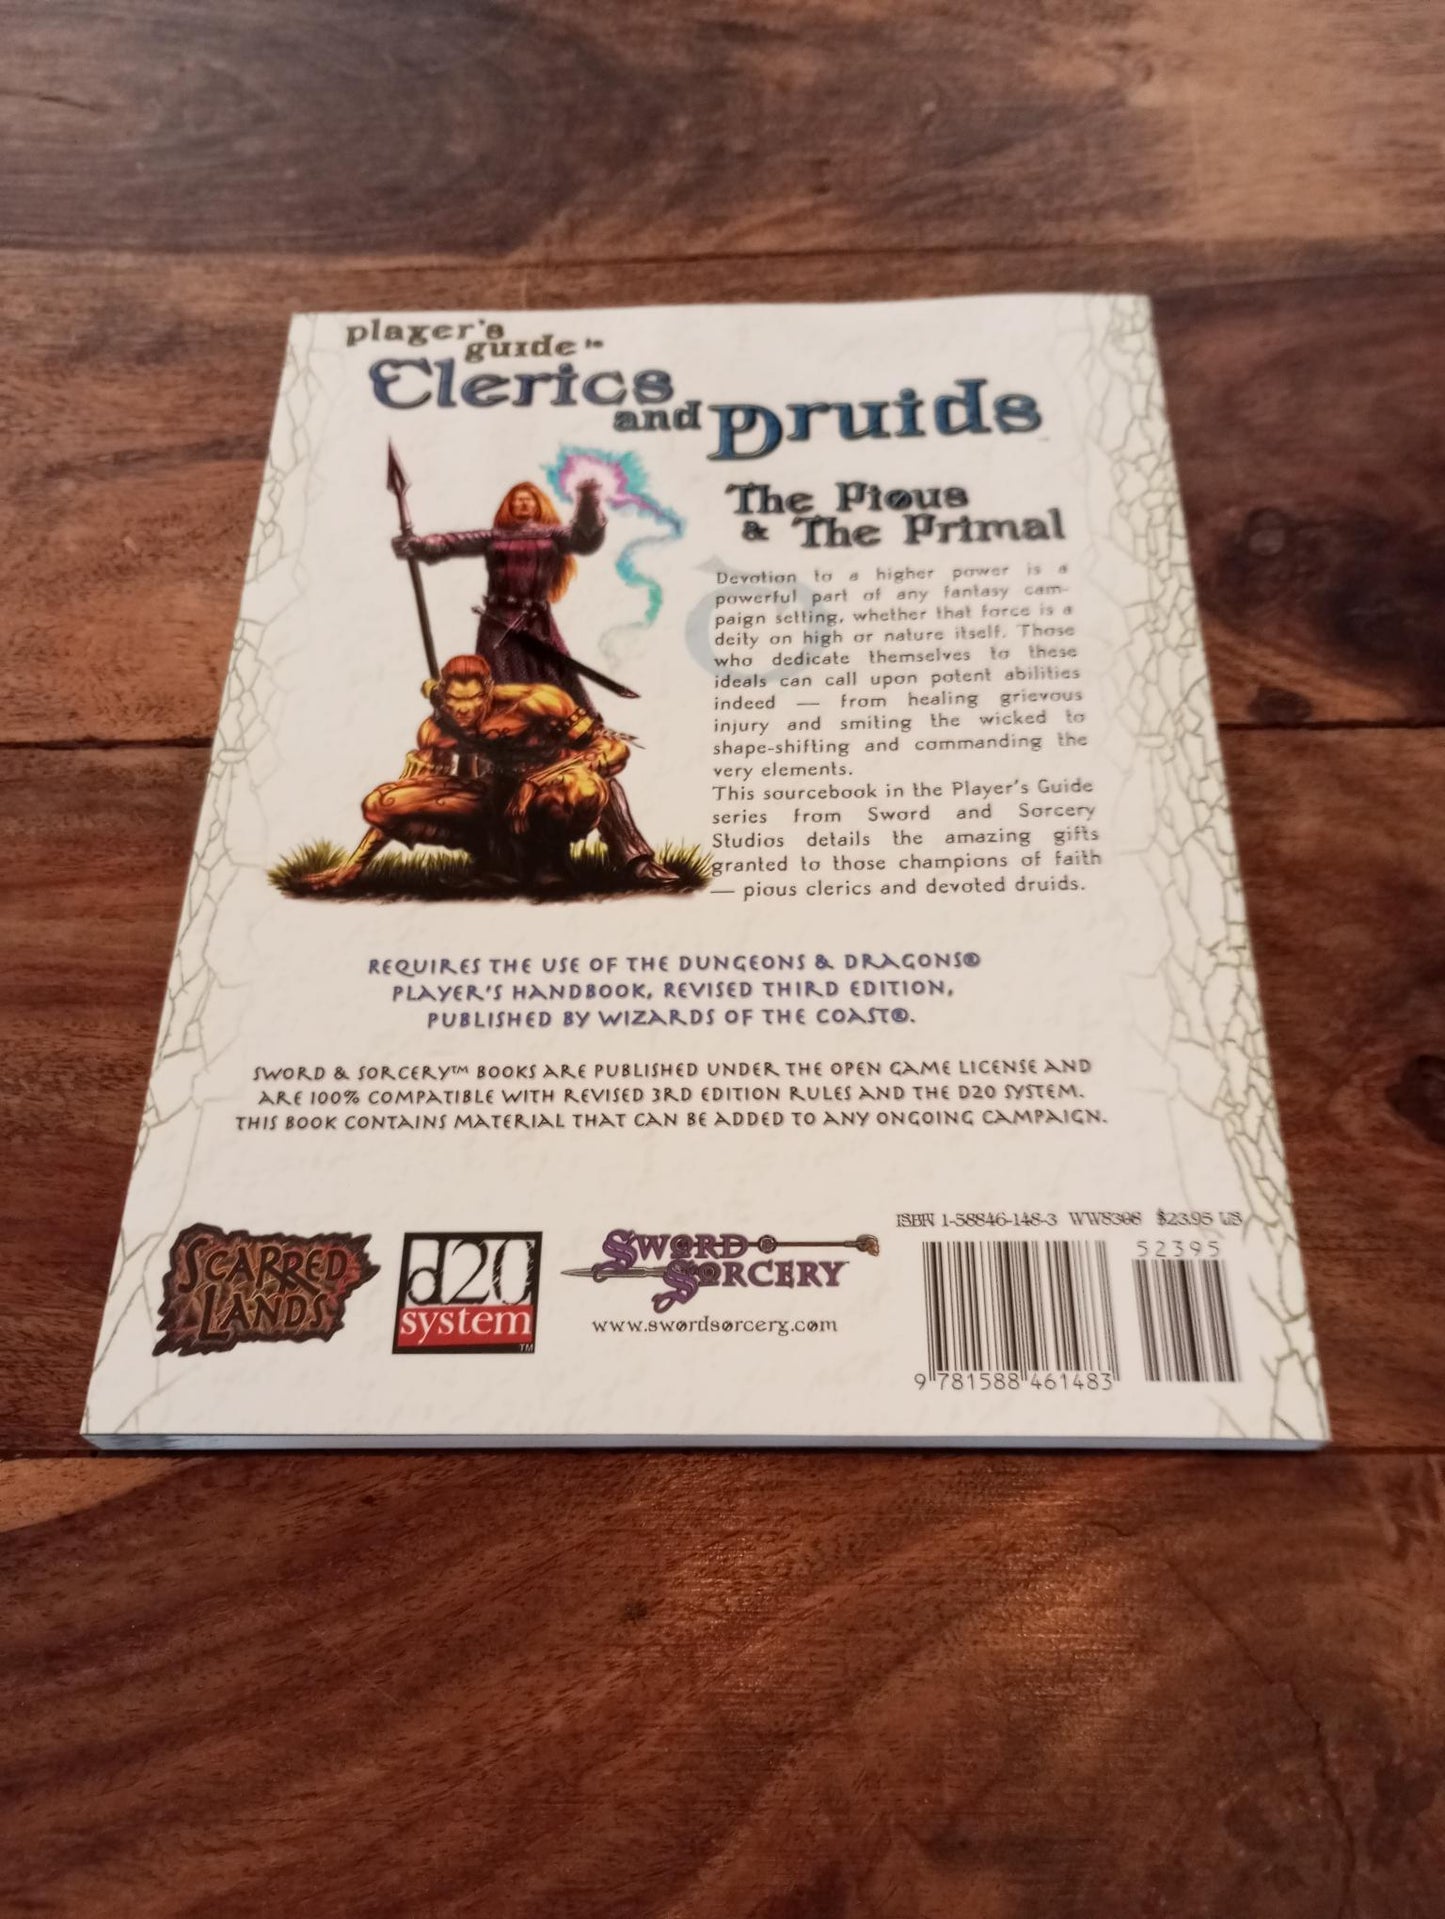 player's
guide to
Clerics
and Druids
The Pious
& The Primal
Devotion to a higher power is a
powerful part of any fantasy cam-
paign setting, whether that force is a
deity on high or nature itself. Those
who dedicate themselves to these
ideals can call upon potent abilities
indeed — from healing grievous
injury and smiting the wicked to
shape-shifting and commanding the
very elements.
This sourcebook in the Player's Guide
series from Sword and Sorcery
Studios details the amazing gifts
granted to those champions of faith
— pious clerics and devoted druids.
REQUIRES THE USE OF THE DUNGEONS & DRAGONS®
PLAYER'S HANDBOOK, REVISED THIRD EDITION,
PUBLISHED BY WIZARDS OF THE COAST®.
SWORD & SORCERY™ BOOKS ARE PUBLISHED UNDER THE OPEN GAME LICENSE AND
ARE 100% COMPATIBLE WITH REVISED 3RD EDITION RULES AND THE D20 SYSTEM.
THIS BOOK CONTAINS MATERIAL THAT CAN BE ADDED TO ANY ONGOING CAMPAIGN.
SCARRED
LANDS
d20
system™
SWORD
SORCERY
www.swordsorcery.com
ISBN 1-58846-148-3 WW8308 $23.95 US
52395
9 781588 461483